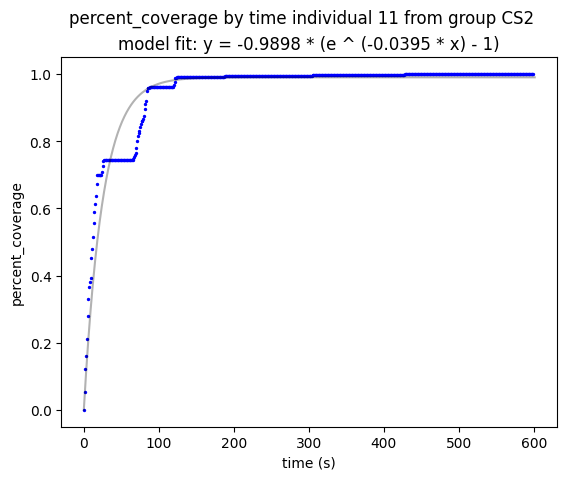 percent_coverage by time individual 11 from group CS2
model fit: y = -0.9898 * (e ^ (-0.0395 * x) - 1)
1.0
0.8
0.6
0.4
0.2
0.0
percent_coverage
0 100 200 300 400 500 600
time (s)